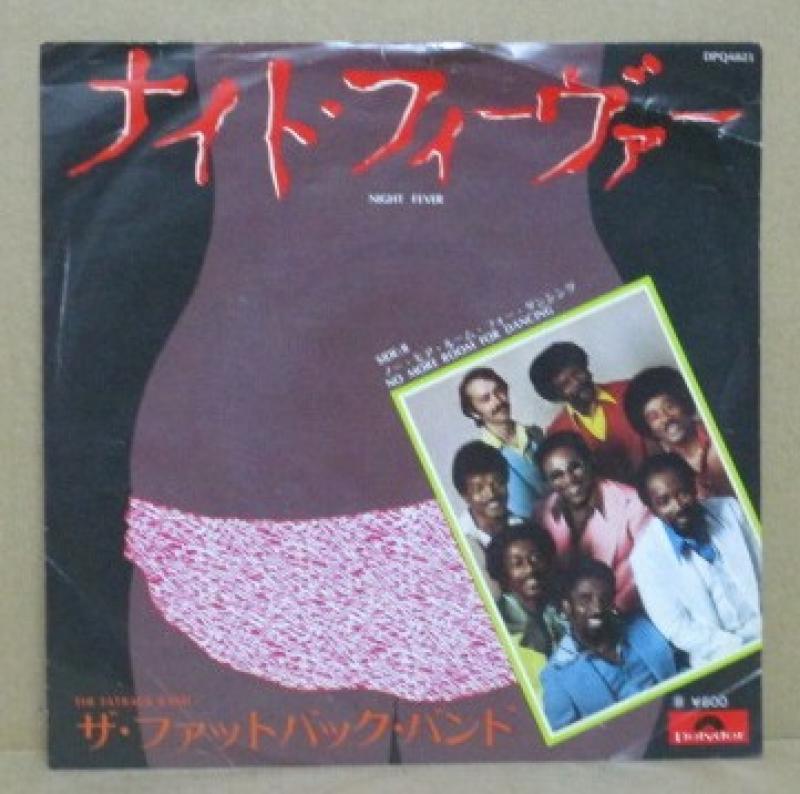 DPQ6021
ナイト・フィーヴァー
NIGHT FEVER
SIDE-B
ノー・モア・ルーム・フォー・ダンシング
NO MORE ROOM FOR DANCING
THE FATBACK BAND
ザ・ファットバック・バンド
¥800
Polydor